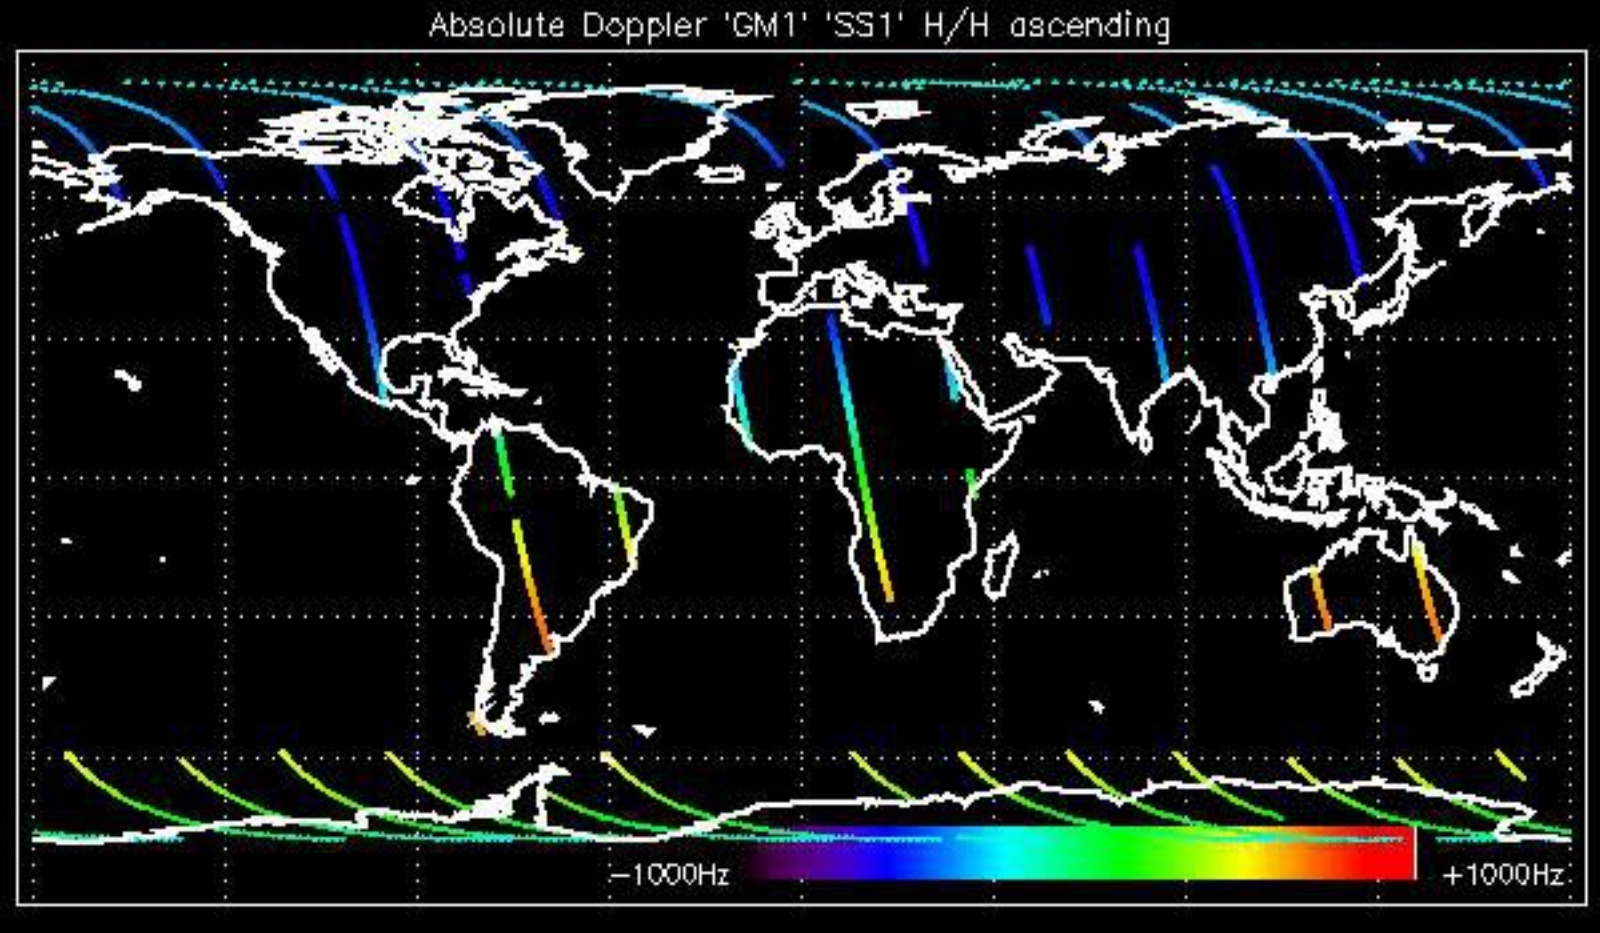 Absolute Doppler 'GM1' 'SS1' H/H ascending
-1000Hz
+1000Hz